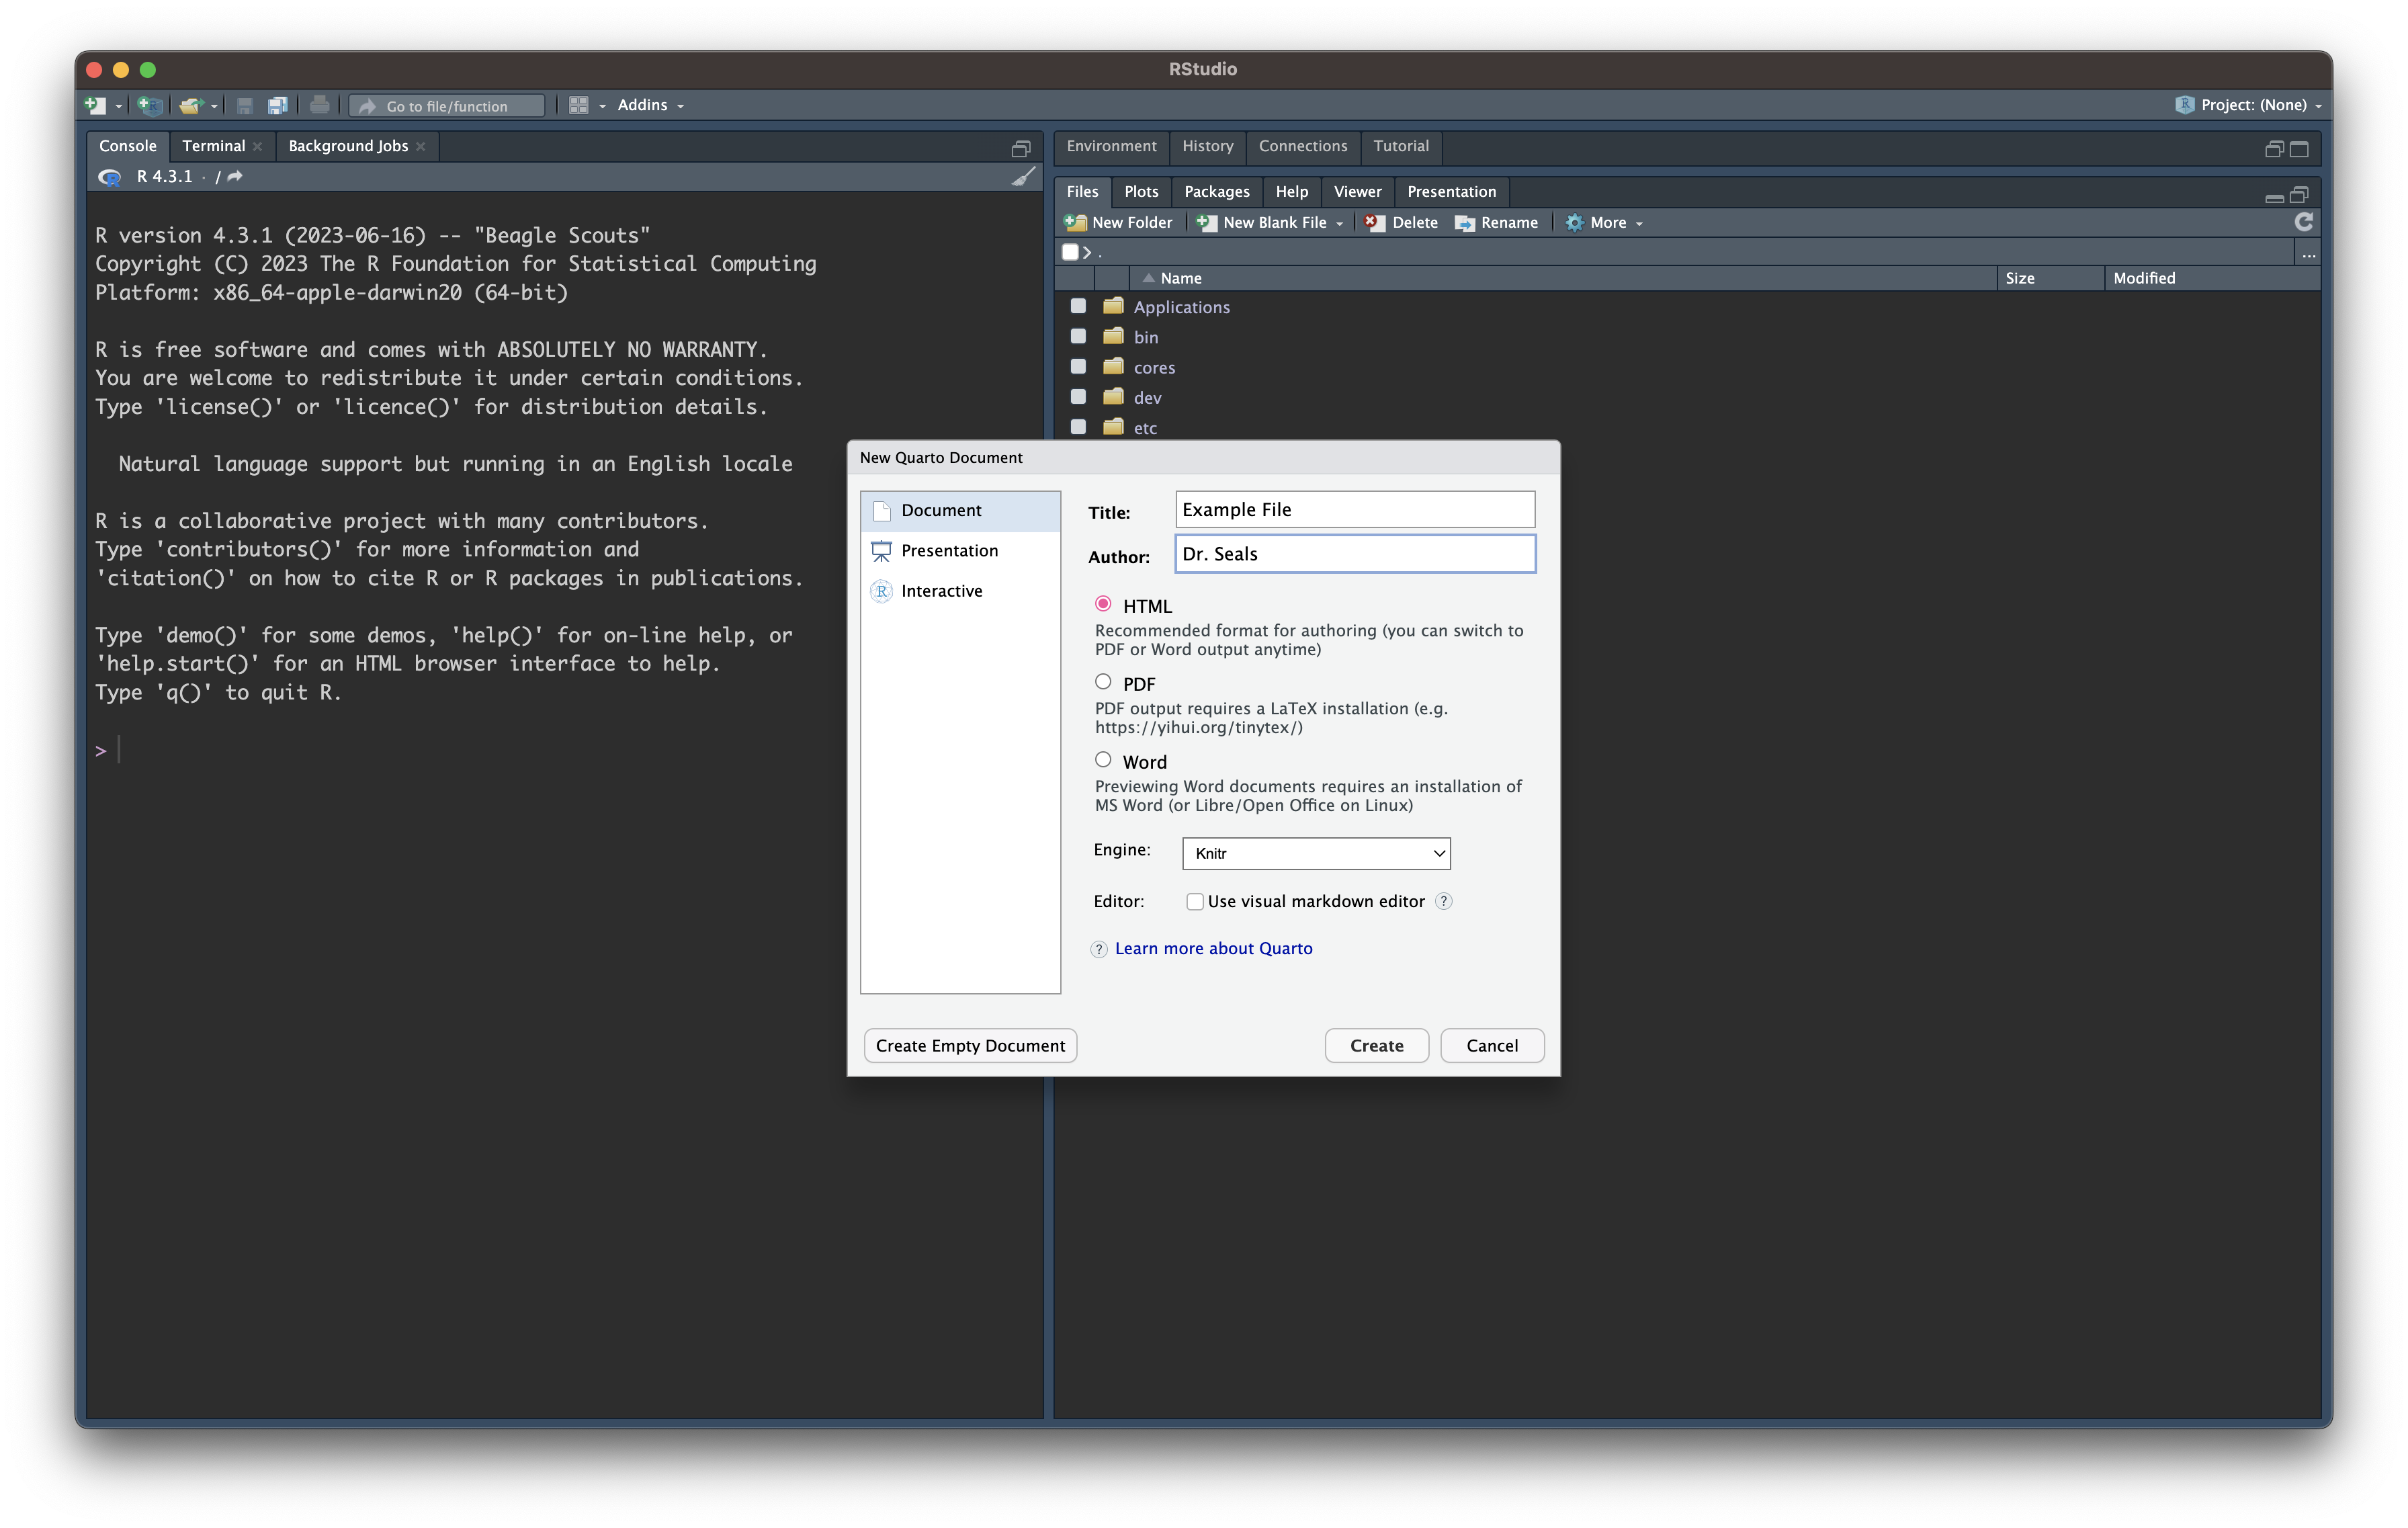 RStudio
Go to file/function
Addins
Project: (None)
Console
Terminal
Background Jobs
R 4.3.1 · /
R version 4.3.1 (2023-06-16) -- "Beagle Scouts"
Copyright (C) 2023 The R Foundation for Statistical Computing
Platform: x86_64-apple-darwin20 (64-bit)
R is free software and comes with ABSOLUTELY NO WARRANTY.
You are welcome to redistribute it under certain conditions.
Type 'license()' or 'licence()' for distribution details.
Natural language support but running in an English locale
R is a collaborative project with many contributors.
Type 'contributors()' for more information and
'citation()' on how to cite R or R packages in publications.
Type 'demo()' for some demos, 'help()' for on-line help, or
'help.start()' for an HTML browser interface to help.
Type 'q()' to quit R.
>
Environment
History
Connections
Tutorial
Files
Plots
Packages
Help
Viewer
Presentation
New Folder
New Blank File
Delete
Rename
More
.
...
Name
Size
Modified
Applications
bin
cores
dev
etc
New Quarto Document
Document
Presentation
Interactive
Title:
Example File
Author:
Dr. Seals
HTML
Recommended format for authoring (you can switch to
PDF or Word output anytime)
PDF
PDF output requires a LaTeX installation (e.g.
https://yihui.org/tinytex/)
Word
Previewing Word documents requires an installation of
MS Word (or Libre/Open Office on Linux)
Engine:
Knitr
Editor:
Use visual markdown editor
?
? Learn more about Quarto
Create Empty Document
Create
Cancel